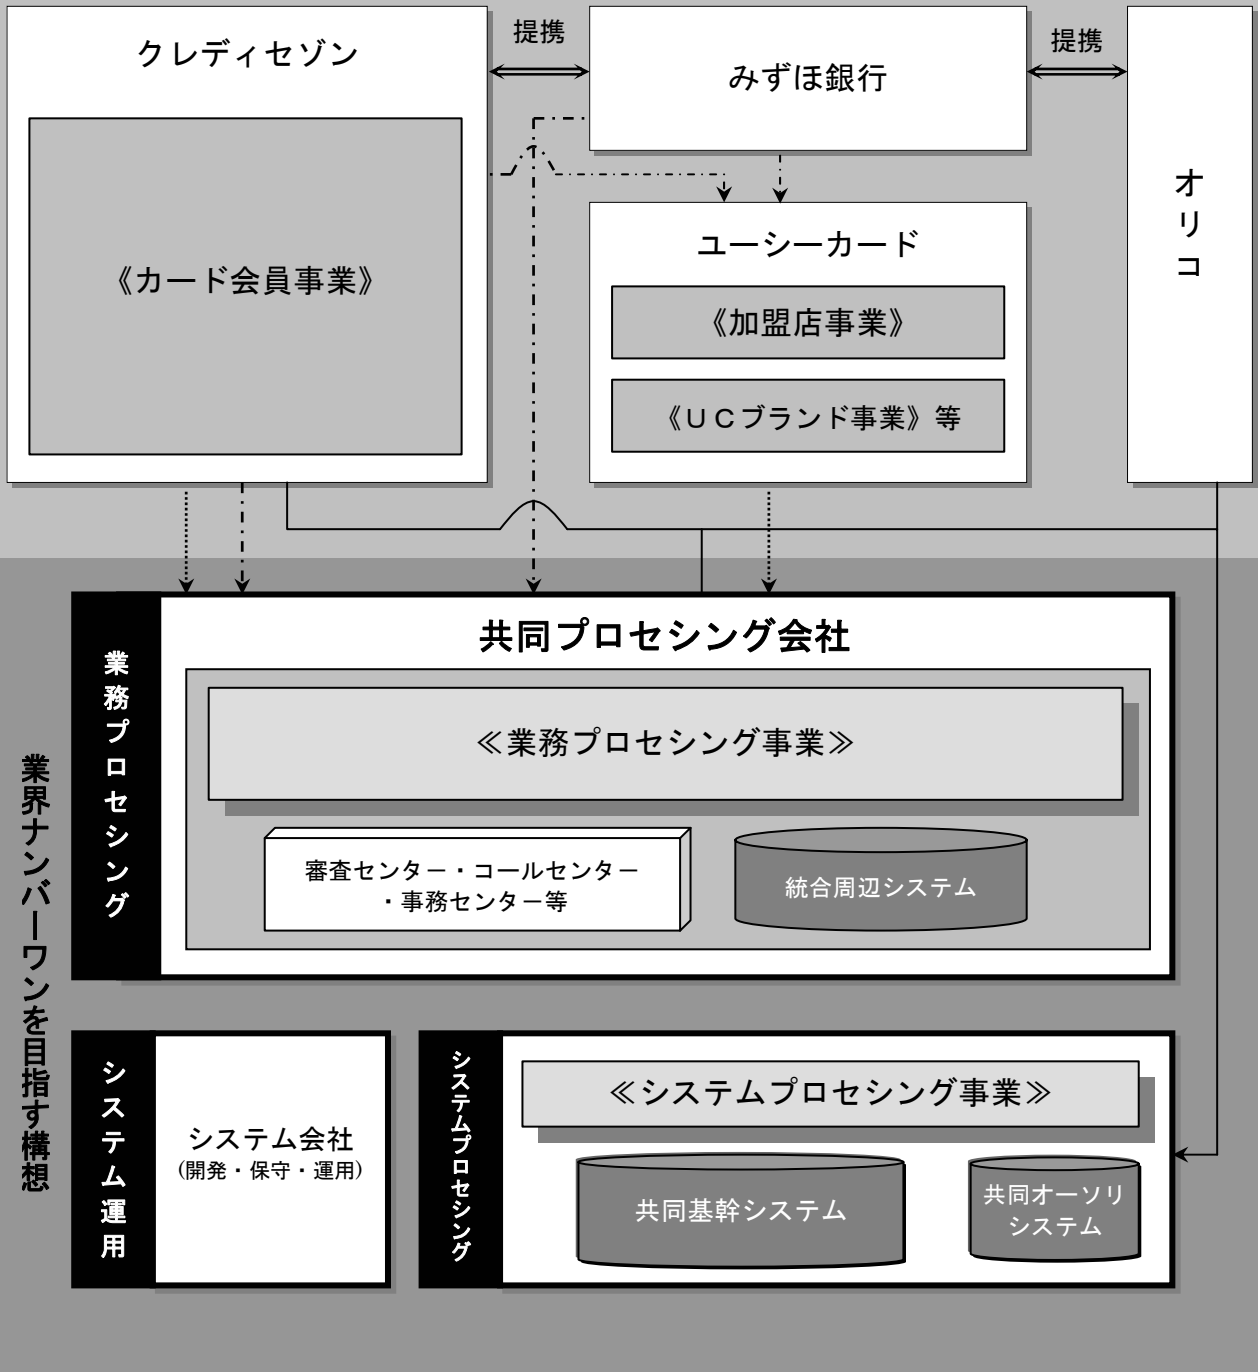 クレディセゾン
《カード会員事業》
提携
みずほ銀行
提携
オリコ
ユーシーカード
《加盟店事業》
《ＵＣブランド事業》等
業界ナンバーワンを目指す構想
業務プロセシング
共同プロセシング会社
≪業務プロセシング事業≫
審査センター・コールセンター
・事務センター等
統合周辺システム
システム運用
システム会社
(開発・保守・運用)
システムプロセシング
≪システムプロセシング事業≫
共同基幹システム
共同オーソリ
システム